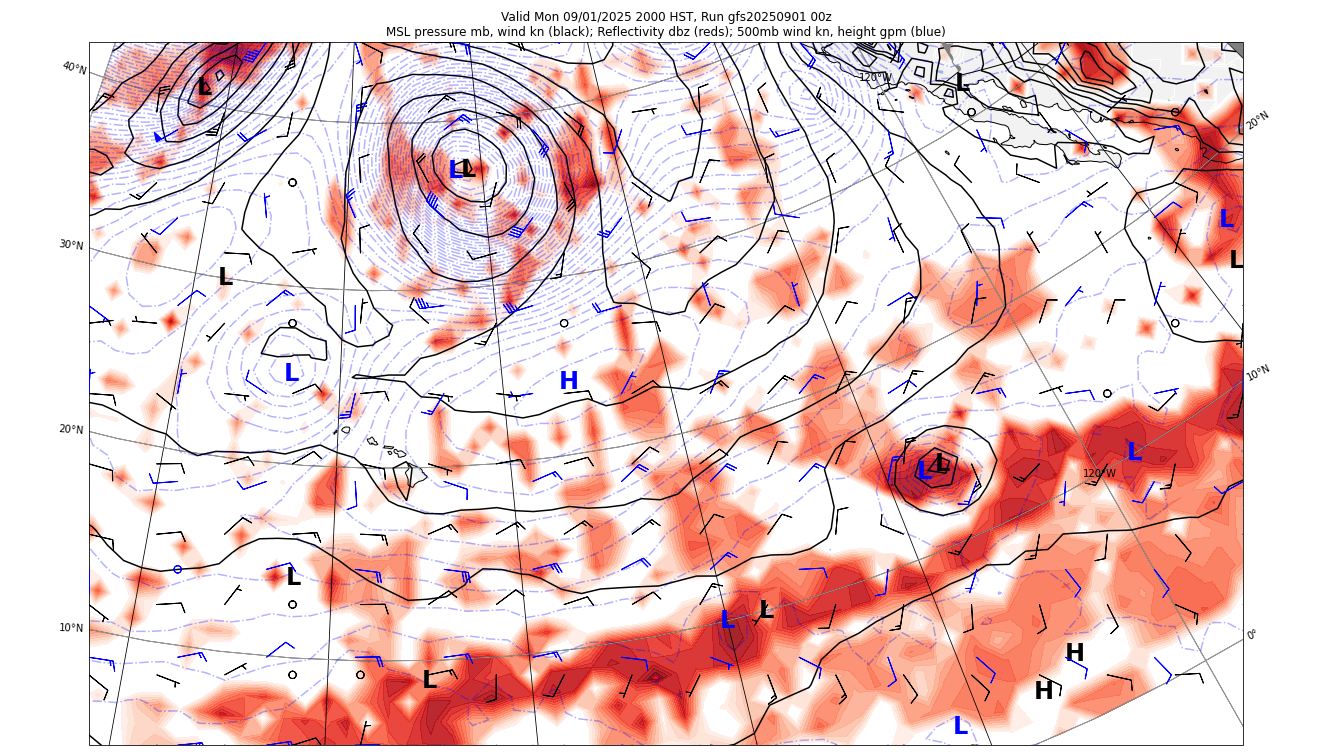 Valid Mon 09/01/2025 2000 HST, Run gfs20250901 00z
MSL pressure mb, wind kn (black); Reflectivity dbz (reds); 500mb wind kn, height gpm (blue)
40°N
120°W
L
L
20°N
L
L
30°N
L
L
L
L
H
10°N
20°N
L
L
L
120°W
L
10°N
L
L
0°
H
L
H
L